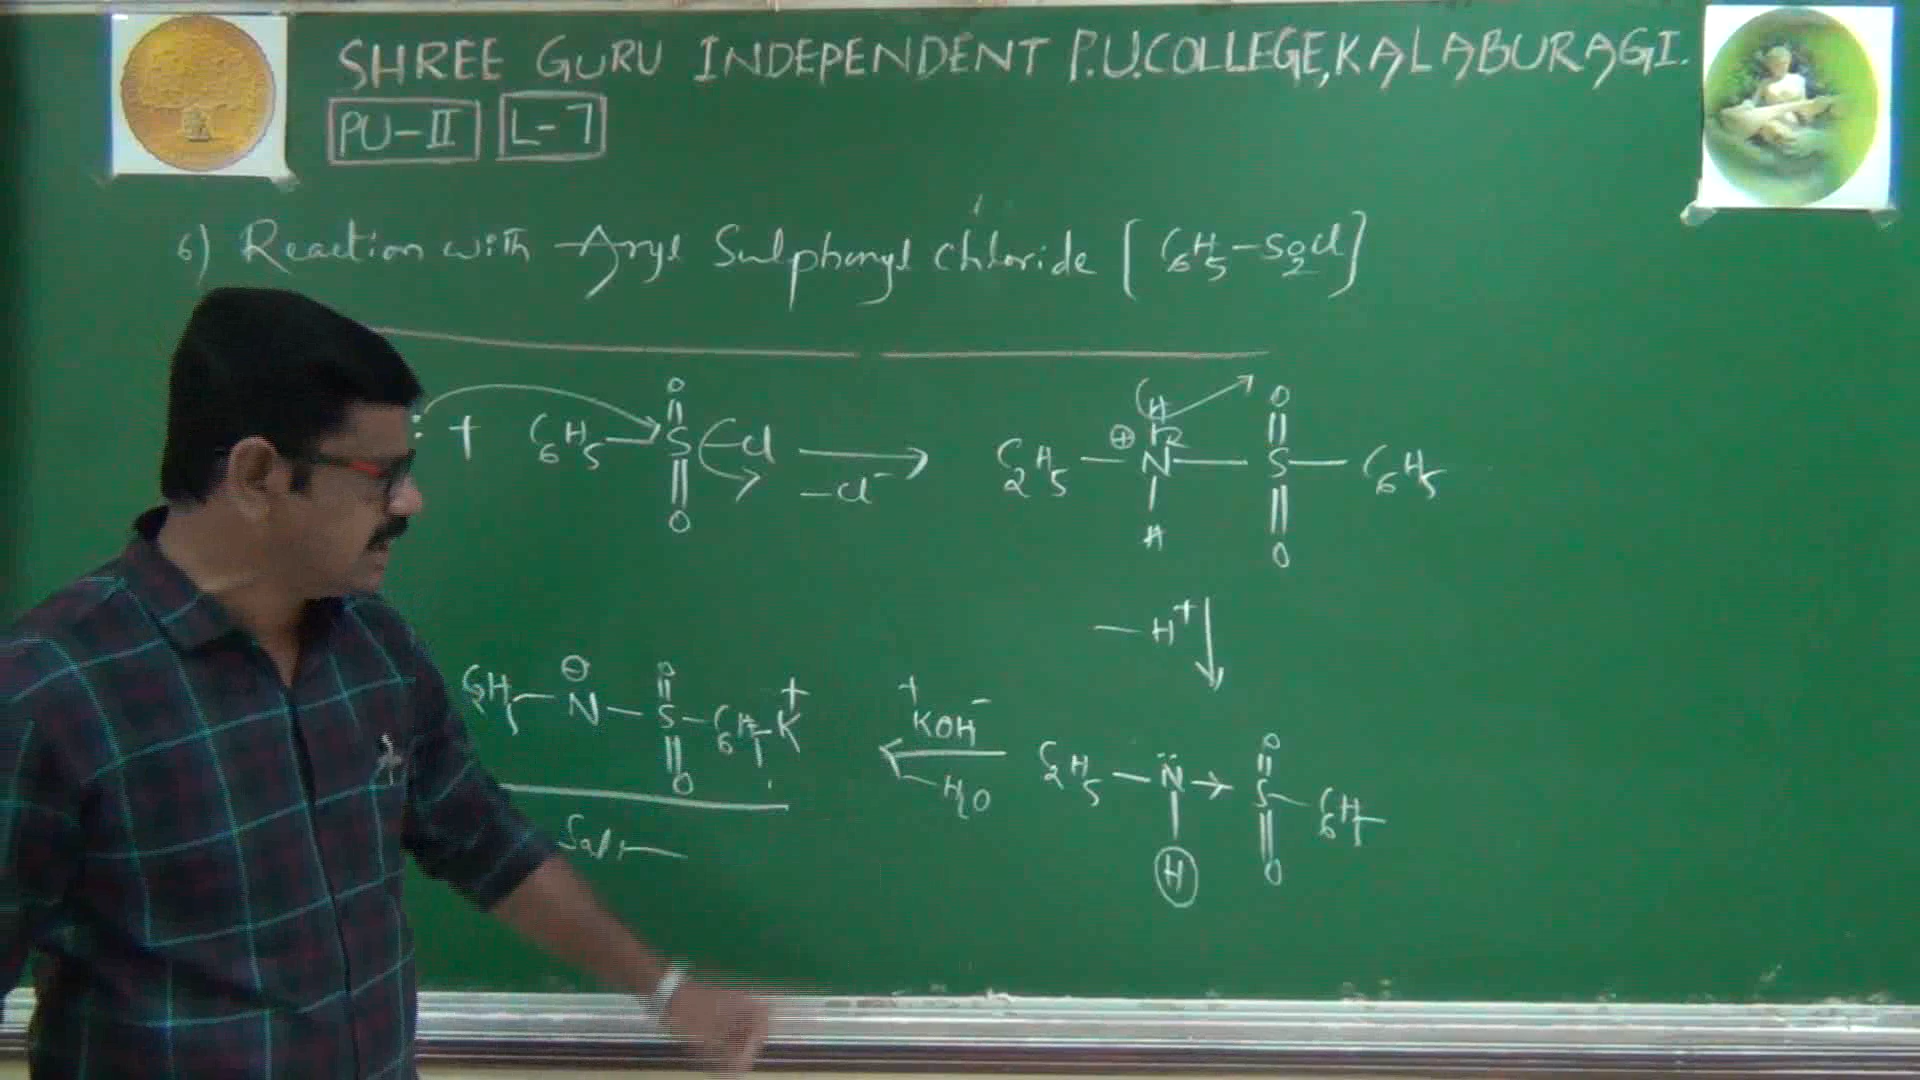 SHREE GURU INDEPENDENT P.U.COLLEGE,KALABURAGI.
PU-II L-7
6) Reaction with Aryl Sulphonyl Chloride [C6H5-SO2Cl]
O O
: + C6H5 S Cl C2H5 — N — S — C6H5
-Cl⁻ ⊕ H
O H O
- H⁺
C2H5 - N⊖ - S - C6H5 K⁺
O O
⁺KOH⁻
-H2O
C2H5 - N̈ → S - C6H5
O H O
Salt